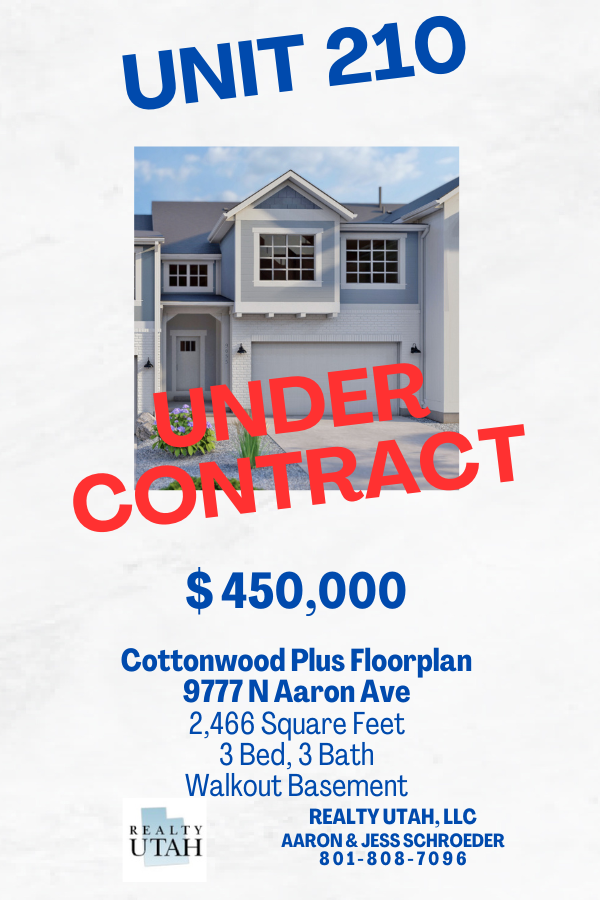 UNIT 210
UNDER
CONTRACT
$ 450,000
Cottonwood Plus Floorplan
9777 N Aaron Ave
2,466 Square Feet
3 Bed, 3 Bath
Walkout Basement
REALTY
UTAH
REALTY UTAH, LLC
AARON & JESS SCHROEDER
801-808-7096